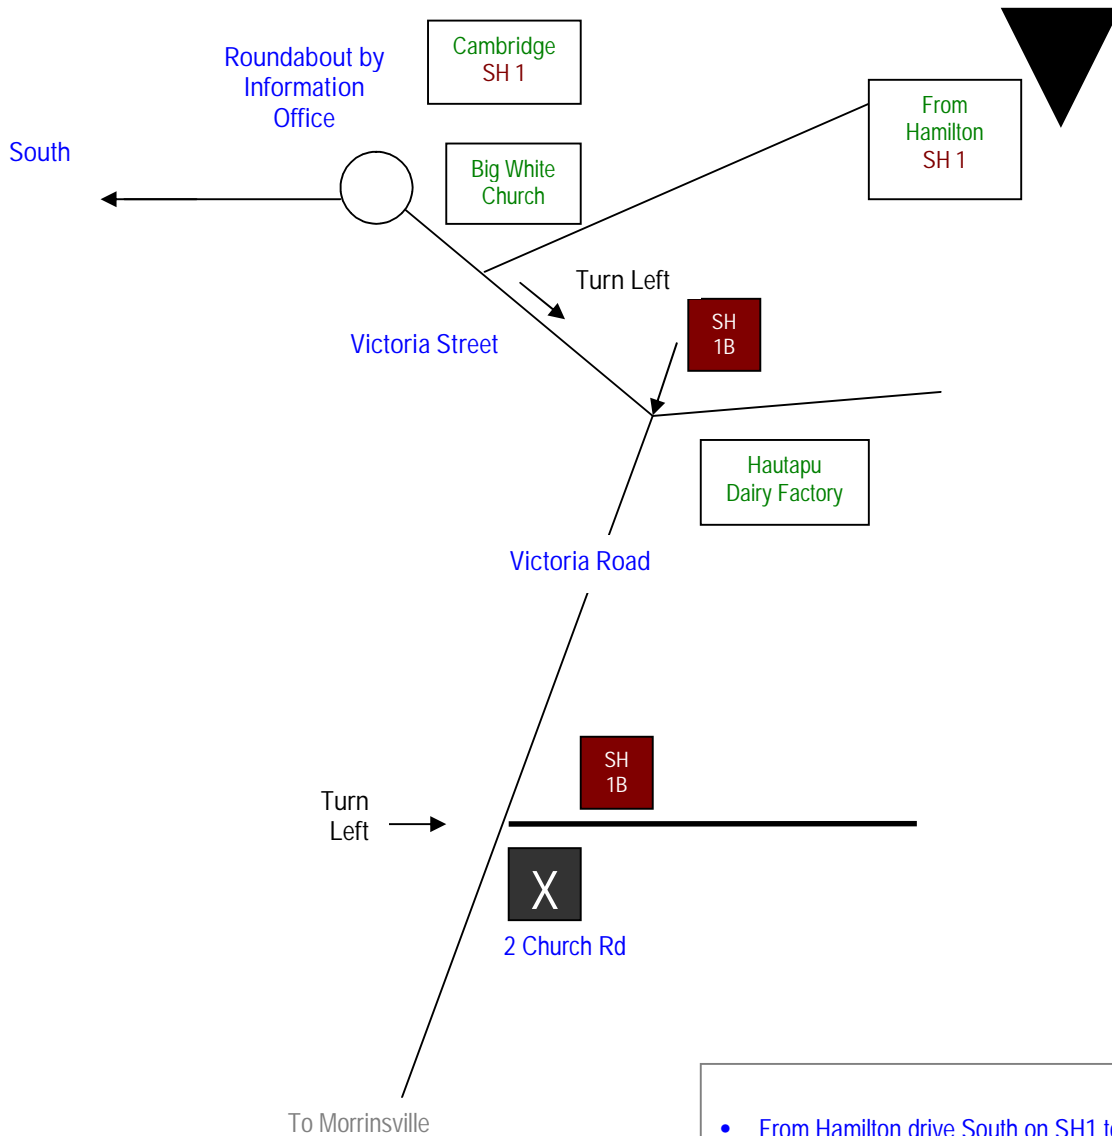 Roundabout by
Information
Office
Cambridge
SH 1
From
Hamilton
SH 1
South
Big White
Church
Turn Left
SH
1B
Victoria Street
Hautapu
Dairy Factory
Victoria Road
SH
1B
Turn
Left
X
2 Church Rd
To Morrinsville
• From Hamilton drive South on SH1 to